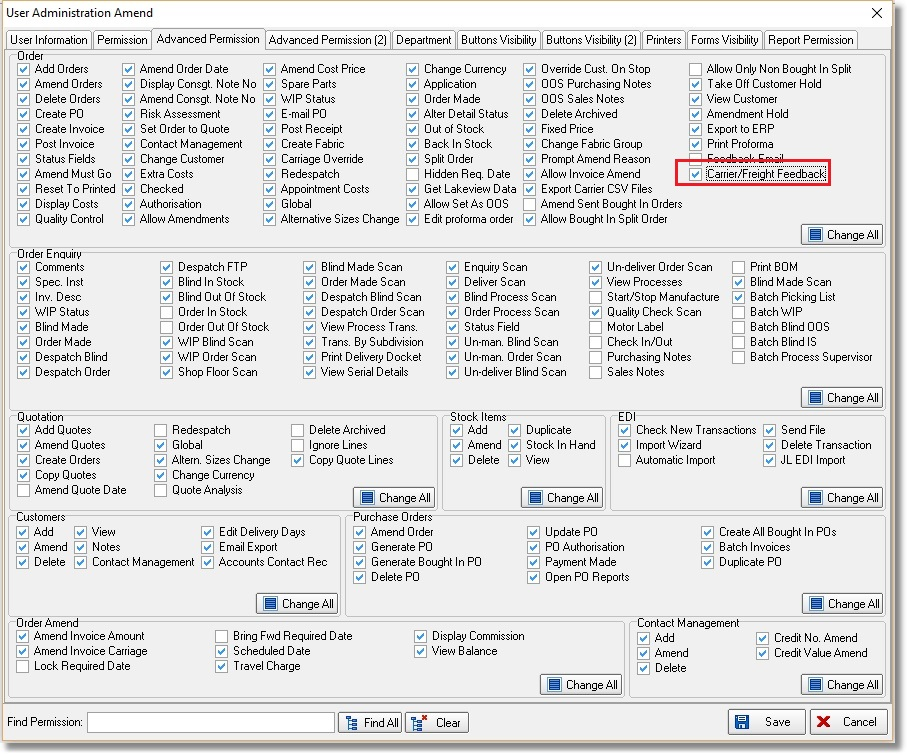 User Administration Amend
User Information Permission Advanced Permission Advanced Permission (2) Department Buttons Visibility Buttons Visibility (2) Printers Forms Visibility Report Permission
Order
Add Orders Amend Order Date Amend Cost Price Change Currency Override Cust. On Stop Allow Only Non Bought In Split
Amend Orders Display Consgt. Note No Spare Parts Application OOS Purchasing Notes Take Off Customer Hold
Delete Orders Amend Consgt. Note No WIP Status Order Made OOS Sales Notes View Customer
Create PO Risk Assessment E-mail PO Alter Detail Status Delete Archived Amendment Hold
Create Invoice Set Order to Quote Post Receipt Out of Stock Fixed Price Export to ERP
Post Invoice Contact Management Create Fabric Back In Stock Change Fabric Group Print Proforma
Status Fields Change Customer Carriage Override Split Order Prompt Amend Reason Feedback Email
Amend Must Go Extra Costs Redespatch Hidden Req. Date Allow Invoice Amend Carrier/Freight Feedback
Reset To Printed Checked Appointment Dates Get Lakeview Data Export Carrier CSV Files
Display Costs Authorisation Global Allow Set As OOS Amend Sent Bought In Orders
Quality Control Allow Amendments Alternative Sizes Change Edit proforma order Allow Bought In Split Order
Change All
Order Enquiry
Comments Despatch FTP Blind Made Scan Enquiry Scan Un-deliver Order Scan Print BOM
Spec. Inst Blind In Stock Order Made Scan Deliver Scan View Processes Blind Made Scan
Inv. Desc Blind Out Of Stock Despatch Blind Scan Blind Process Scan Start/Stop Manufacture Batch Picking List
WIP Status Order In Stock Despatch Order Scan Order Process Scan Quality Check Scan Batch WIP
Blind Made Order Out Of Stock View Process Trans. Status Field Motor Label Batch Blind OOS
Order Made WIP Blind Scan Trans. By Subdivision Un-man. Blind Scan Check In/Out Batch Blind IS
Despatch Blind WIP Order Scan Print Delivery Docket Un-man. Order Scan Purchasing Notes Batch Process Supervisor
Despatch Order Shop Floor Scan View Serial Details Un-deliver Blind Scan Sales Notes
Change All
Quotation Stock Items EDI
Add Quotes Redespatch Delete Archived Add Duplicate Check New Transactions Send File
Amend Quotes Global Ignore Lines Amend Stock In Hand Import Wizard Delete Transaction
Create Orders Altern. Sizes Change Copy Quote Lines Delete View Automatic Import JL EDI Import
Copy Quotes Change Currency
Amend Quote Date Quote Analysis
Change All Change All Change All
Customers Purchase Orders
Add View Edit Delivery Days Amend Order Update PO Create All Bought In POs
Amend Notes Email Export Generate PO PO Authorisation Batch Invoices
Delete Contact Management Accounts Contact Rec Generate Bought In PO Payment Made Duplicate PO
Delete PO Open PO Reports
Change All Change All
Order Amend Contact Management
Amend Invoice Amount Bring Fwd Required Date Display Commission Add Credit No. Amend
Amend Invoice Carriage Scheduled Date View Balance Amend Credit Value Amend
Lock Required Date Travel Charge Delete
Change All Change All
Find Permission: Find All Clear Save Cancel